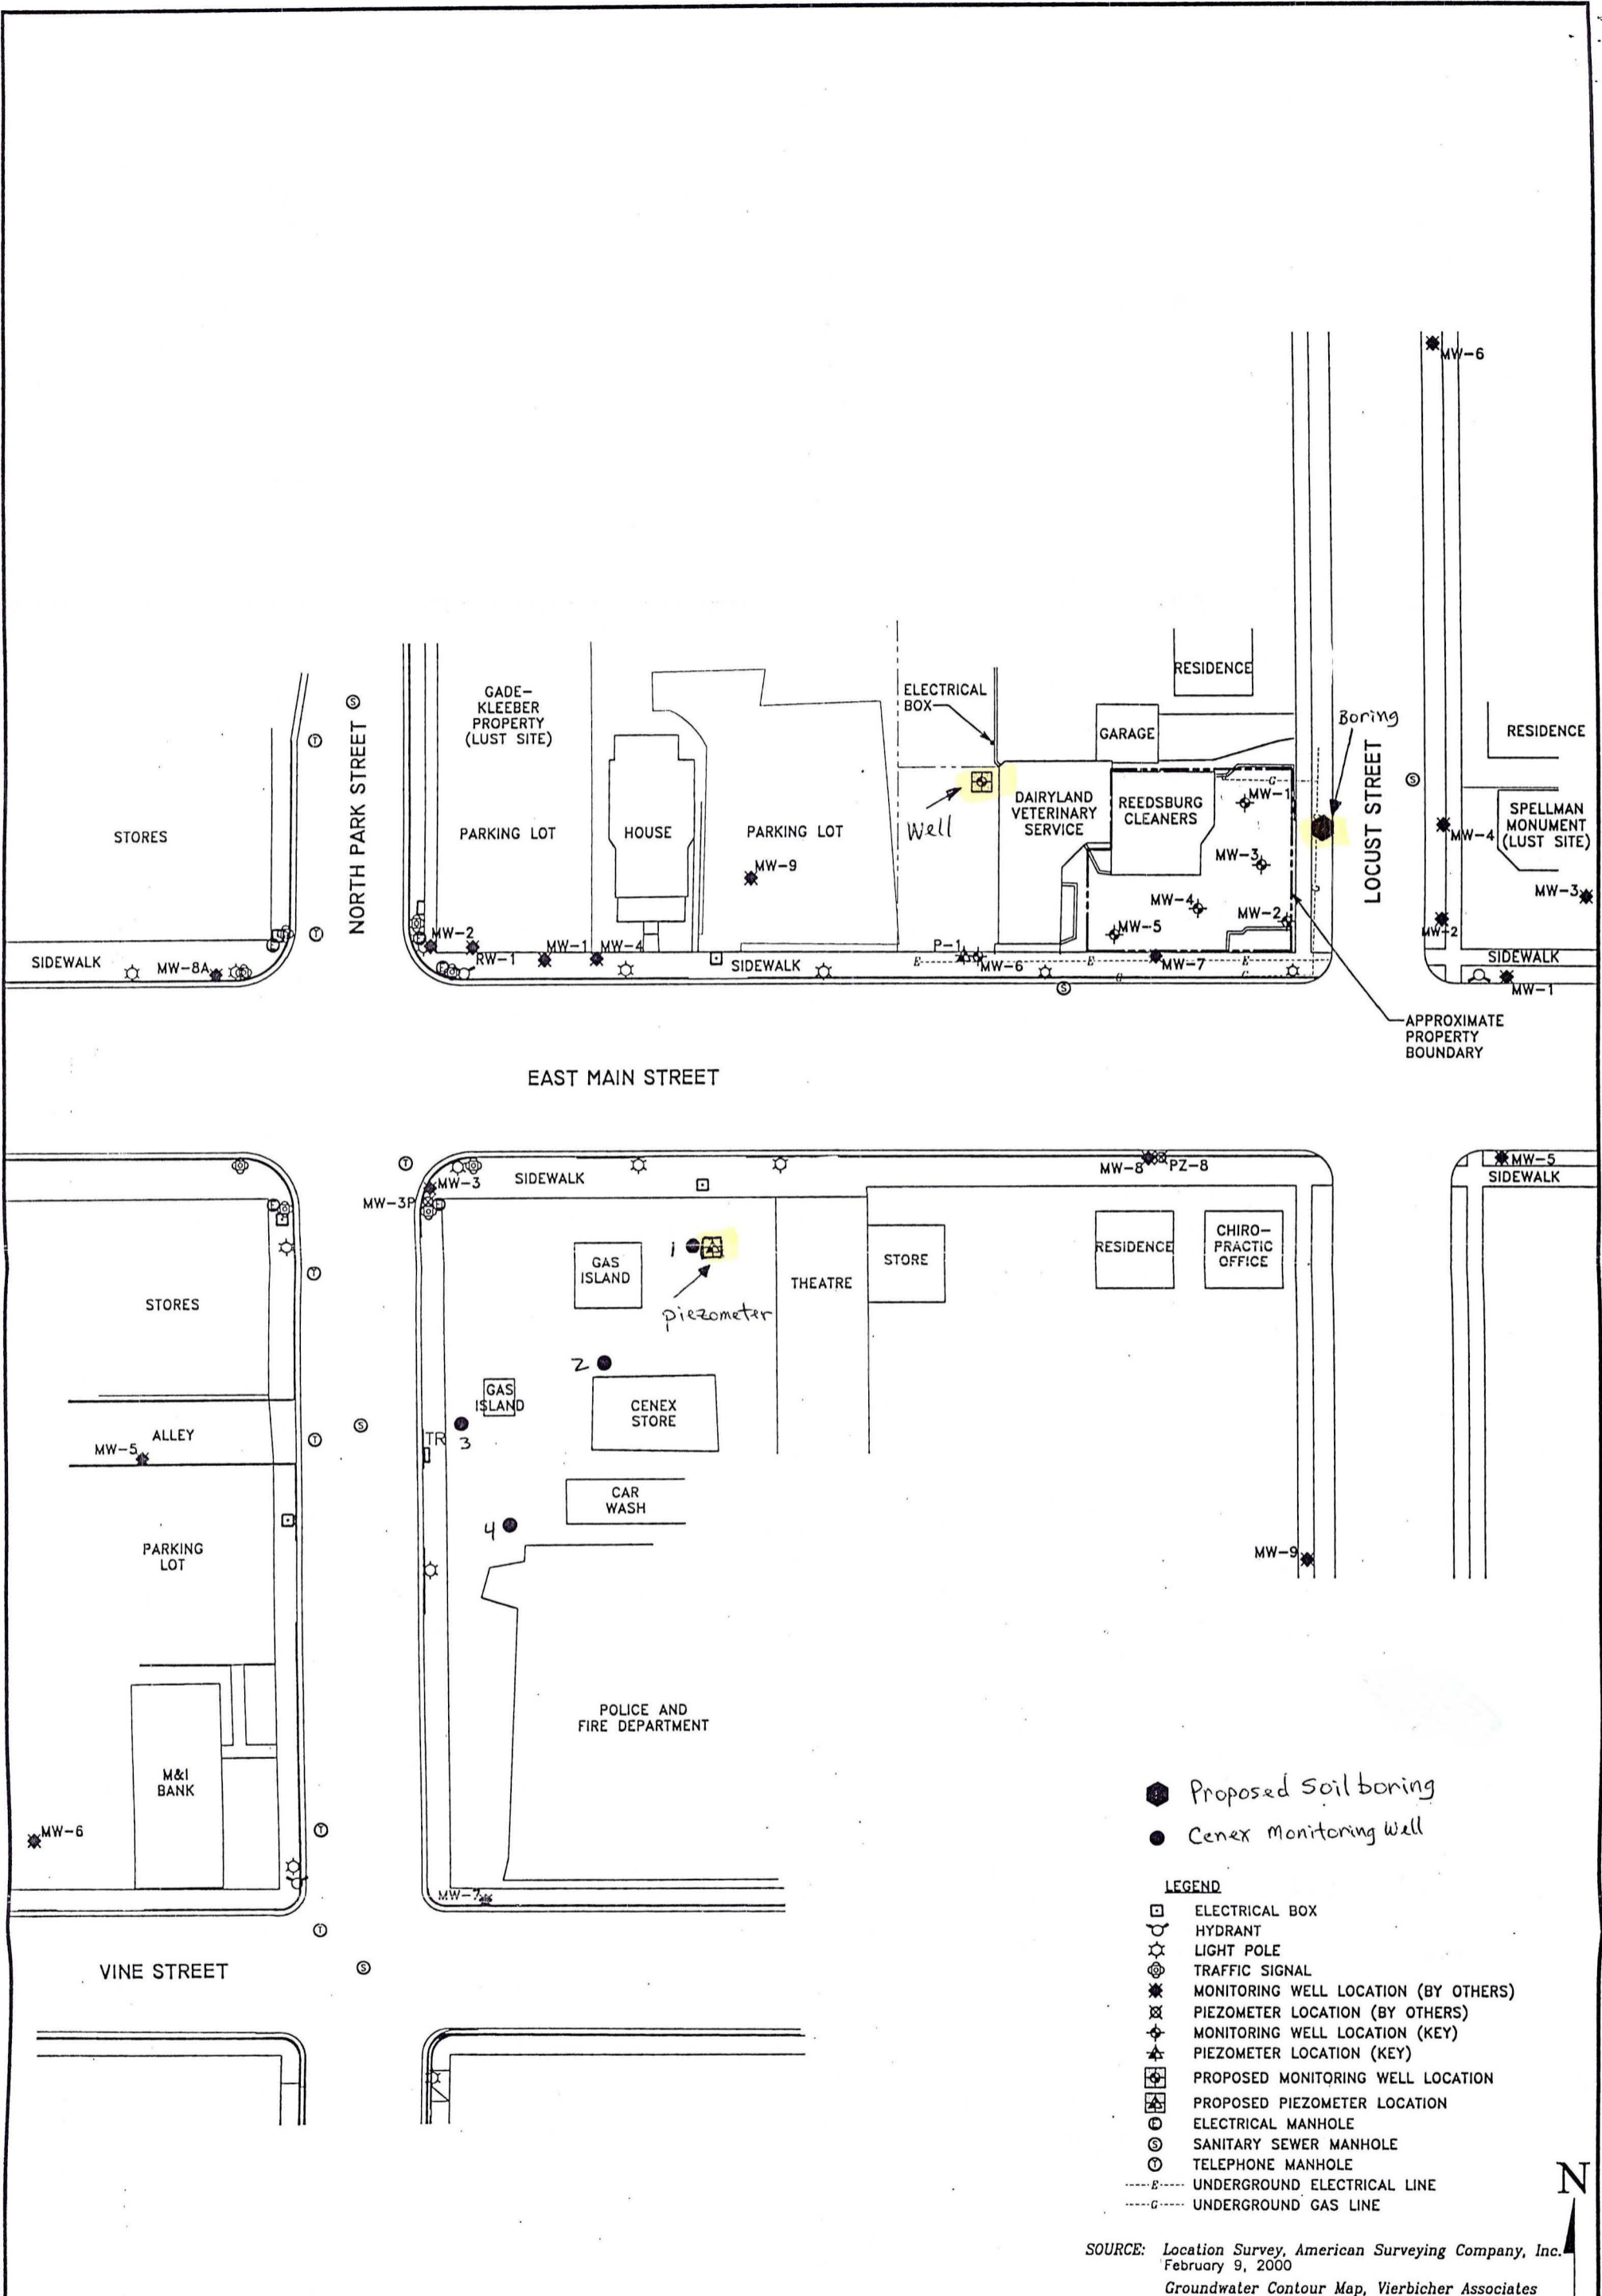 MW-6
RESIDENCE
GADE-
KLEEBER
PROPERTY
(LUST SITE)
ELECTRICAL
BOX
GARAGE
Boring
RESIDENCE
NORTH PARK STREET
LOCUST STREET
S
T
S
STORES
PARKING LOT
HOUSE
PARKING LOT
Well
DAIRYLAND
VETERINARY
SERVICE
REEDSBURG
CLEANERS
G
MW-1
SPELLMAN
MONUMENT
(LUST SITE)
MW-4
MW-3
MW-9
MW-3
MW-4
MW-2
MW-5
MW-2
T
MW-2
RW-1
MW-1
MW-4
P-1
MW-6
E
E
MW-7
E
G
G
SIDEWALK
MW-8A
SIDEWALK
SIDEWALK
MW-1
S
APPROXIMATE
PROPERTY
BOUNDARY
EAST MAIN STREET
T
MW-3
MW-3P
SIDEWALK
MW-8
PZ-8
MW-5
SIDEWALK
1
GAS
ISLAND
piezometer
THEATRE
STORE
RESIDENCE
CHIRO-
PRACTIC
OFFICE
T
STORES
2
GAS
ISLAND
CENEX
STORE
3
TR
S
T
ALLEY
MW-5
CAR
WASH
4
PARKING
LOT
MW-9
POLICE AND
FIRE DEPARTMENT
M&I
BANK
MW-6
T
MW-7
T
VINE STREET
S
Proposed Soil boring
Cenex Monitoring Well
LEGEND
ELECTRICAL BOX
HYDRANT
LIGHT POLE
TRAFFIC SIGNAL
MONITORING WELL LOCATION (BY OTHERS)
PIEZOMETER LOCATION (BY OTHERS)
MONITORING WELL LOCATION (KEY)
PIEZOMETER LOCATION (KEY)
PROPOSED MONITORING WELL LOCATION
PROPOSED PIEZOMETER LOCATION
E ELECTRICAL MANHOLE
S SANITARY SEWER MANHOLE
T TELEPHONE MANHOLE
E UNDERGROUND ELECTRICAL LINE
G UNDERGROUND GAS LINE
N
SOURCE: Location Survey, American Surveying Company, Inc.
February 9, 2000
Groundwater Contour Map, Vierbicher Associates